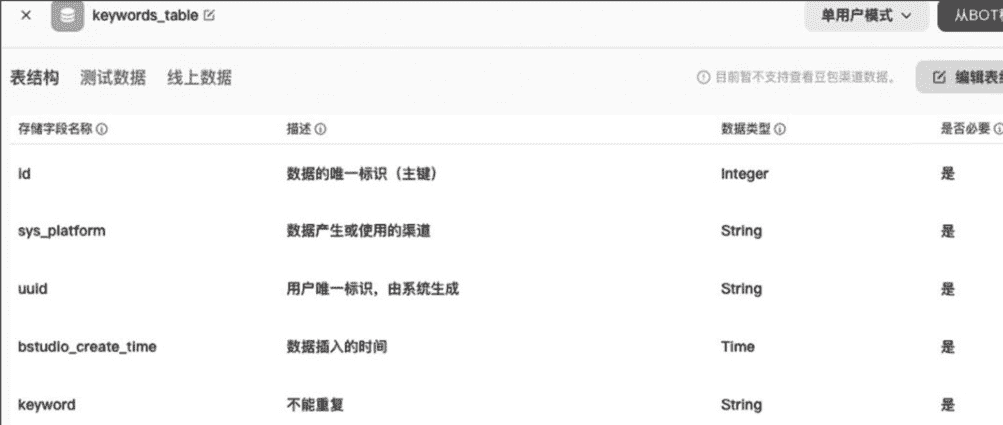 keywords_table 单用户模式 从BOT
表结构 测试数据 线上数据 目前暂不支持查看豆包渠道数据。 编辑表
存储字段名称 描述 数据类型 是否必要
id 数据的唯一标识（主键） Integer 是
sys_platform 数据产生或使用的渠道 String 是
uuid 用户唯一标识，由系统生成 String 是
bstudio_create_time 数据插入的时间 Time 是
keyword 不能重复 String 是